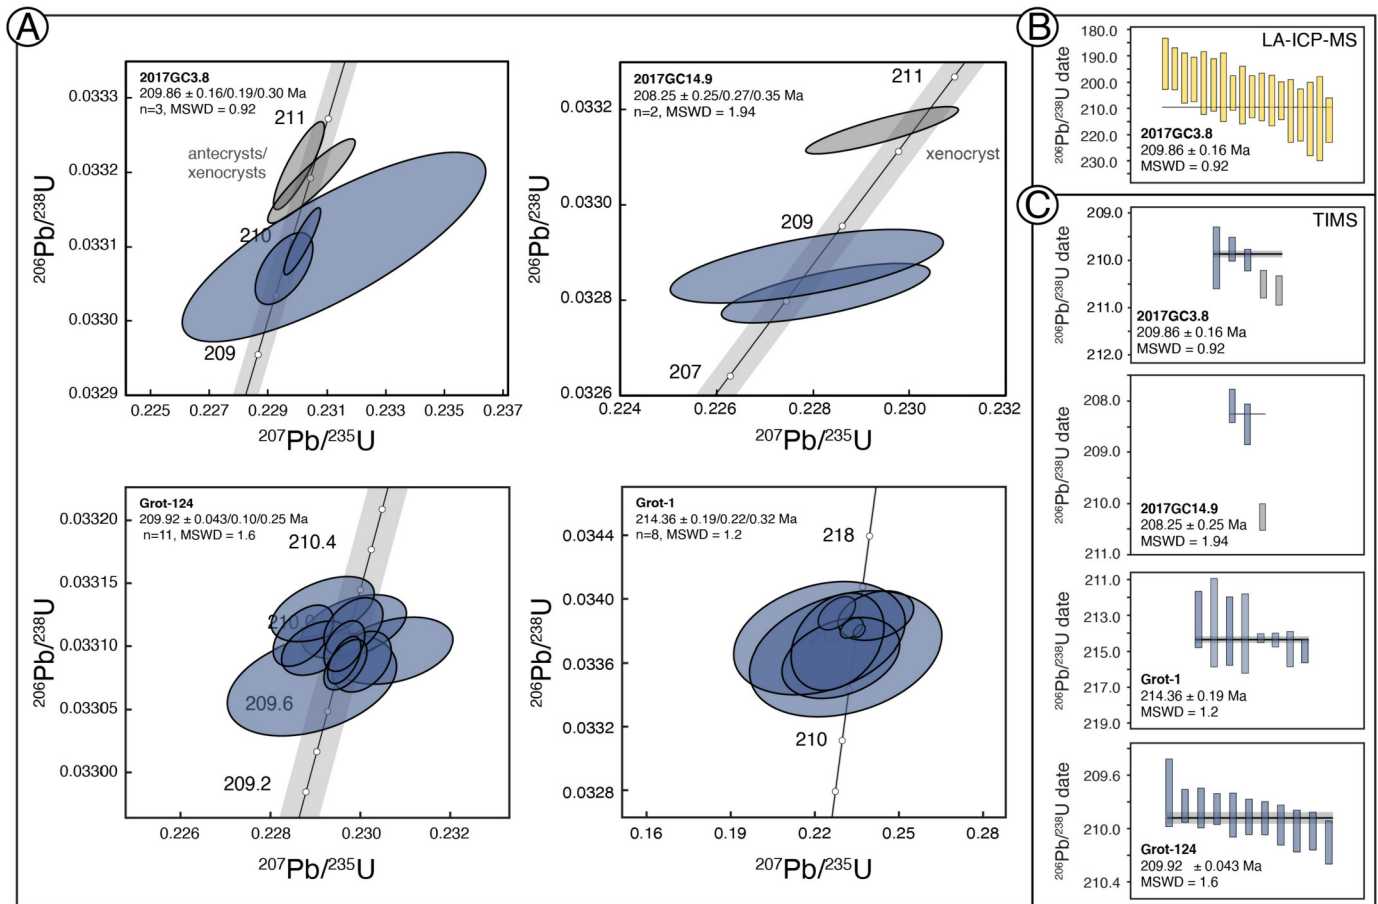 A
2017GC3.8
209.86 ± 0.16/0.19/0.30 Ma
n=3, MSWD = 0.92
211
antecrysts/
xenocrysts
210
209
0.0333
0.0332
0.0331
0.0330
0.0329
0.225 0.227 0.229 0.231 0.233 0.235 0.237
²⁰⁶Pb/²³⁸U
²⁰⁷Pb/²³⁵U
2017GC14.9
208.25 ± 0.25/0.27/0.35 Ma
n=2, MSWD = 1.94
211
xenocryst
209
207
0.0332
0.0330
0.0328
0.0326
0.224 0.226 0.228 0.230 0.232
²⁰⁶Pb/²³⁸U
²⁰⁷Pb/²³⁵U
Grot-124
209.92 ± 0.043/0.10/0.25 Ma
n=11, MSWD = 1.6
210.4
209.6
209.2
0.03320
0.03315
0.03310
0.03305
0.03300
0.226 0.228 0.230 0.232
²⁰⁶Pb/²³⁸U
²⁰⁷Pb/²³⁵U
Grot-1
214.36 ± 0.19/0.22/0.32 Ma
n=8, MSWD = 1.2
218
210
0.0344
0.0340
0.0336
0.0332
0.0328
0.16 0.19 0.22 0.25 0.28
²⁰⁶Pb/²³⁸U
²⁰⁷Pb/²³⁵U
B
LA-ICP-MS
180.0
190.0
200.0
210.0
220.0
230.0
²⁰⁶Pb/²³⁸U date
2017GC3.8
209.86 ± 0.16 Ma
MSWD = 0.92
C
TIMS
209.0
210.0
211.0
212.0
²⁰⁶Pb/²³⁸U date
2017GC3.8
209.86 ± 0.16 Ma
MSWD = 0.92
208.0
209.0
210.0
211.0
²⁰⁶Pb/²³⁸U date
2017GC14.9
208.25 ± 0.25 Ma
MSWD = 1.94
211.0
213.0
215.0
217.0
219.0
²⁰⁶Pb/²³⁸U date
Grot-1
214.36 ± 0.19 Ma
MSWD = 1.2
209.6
210.0
210.4
²⁰⁶Pb/²³⁸U date
Grot-124
209.92 ± 0.043 Ma
MSWD = 1.6